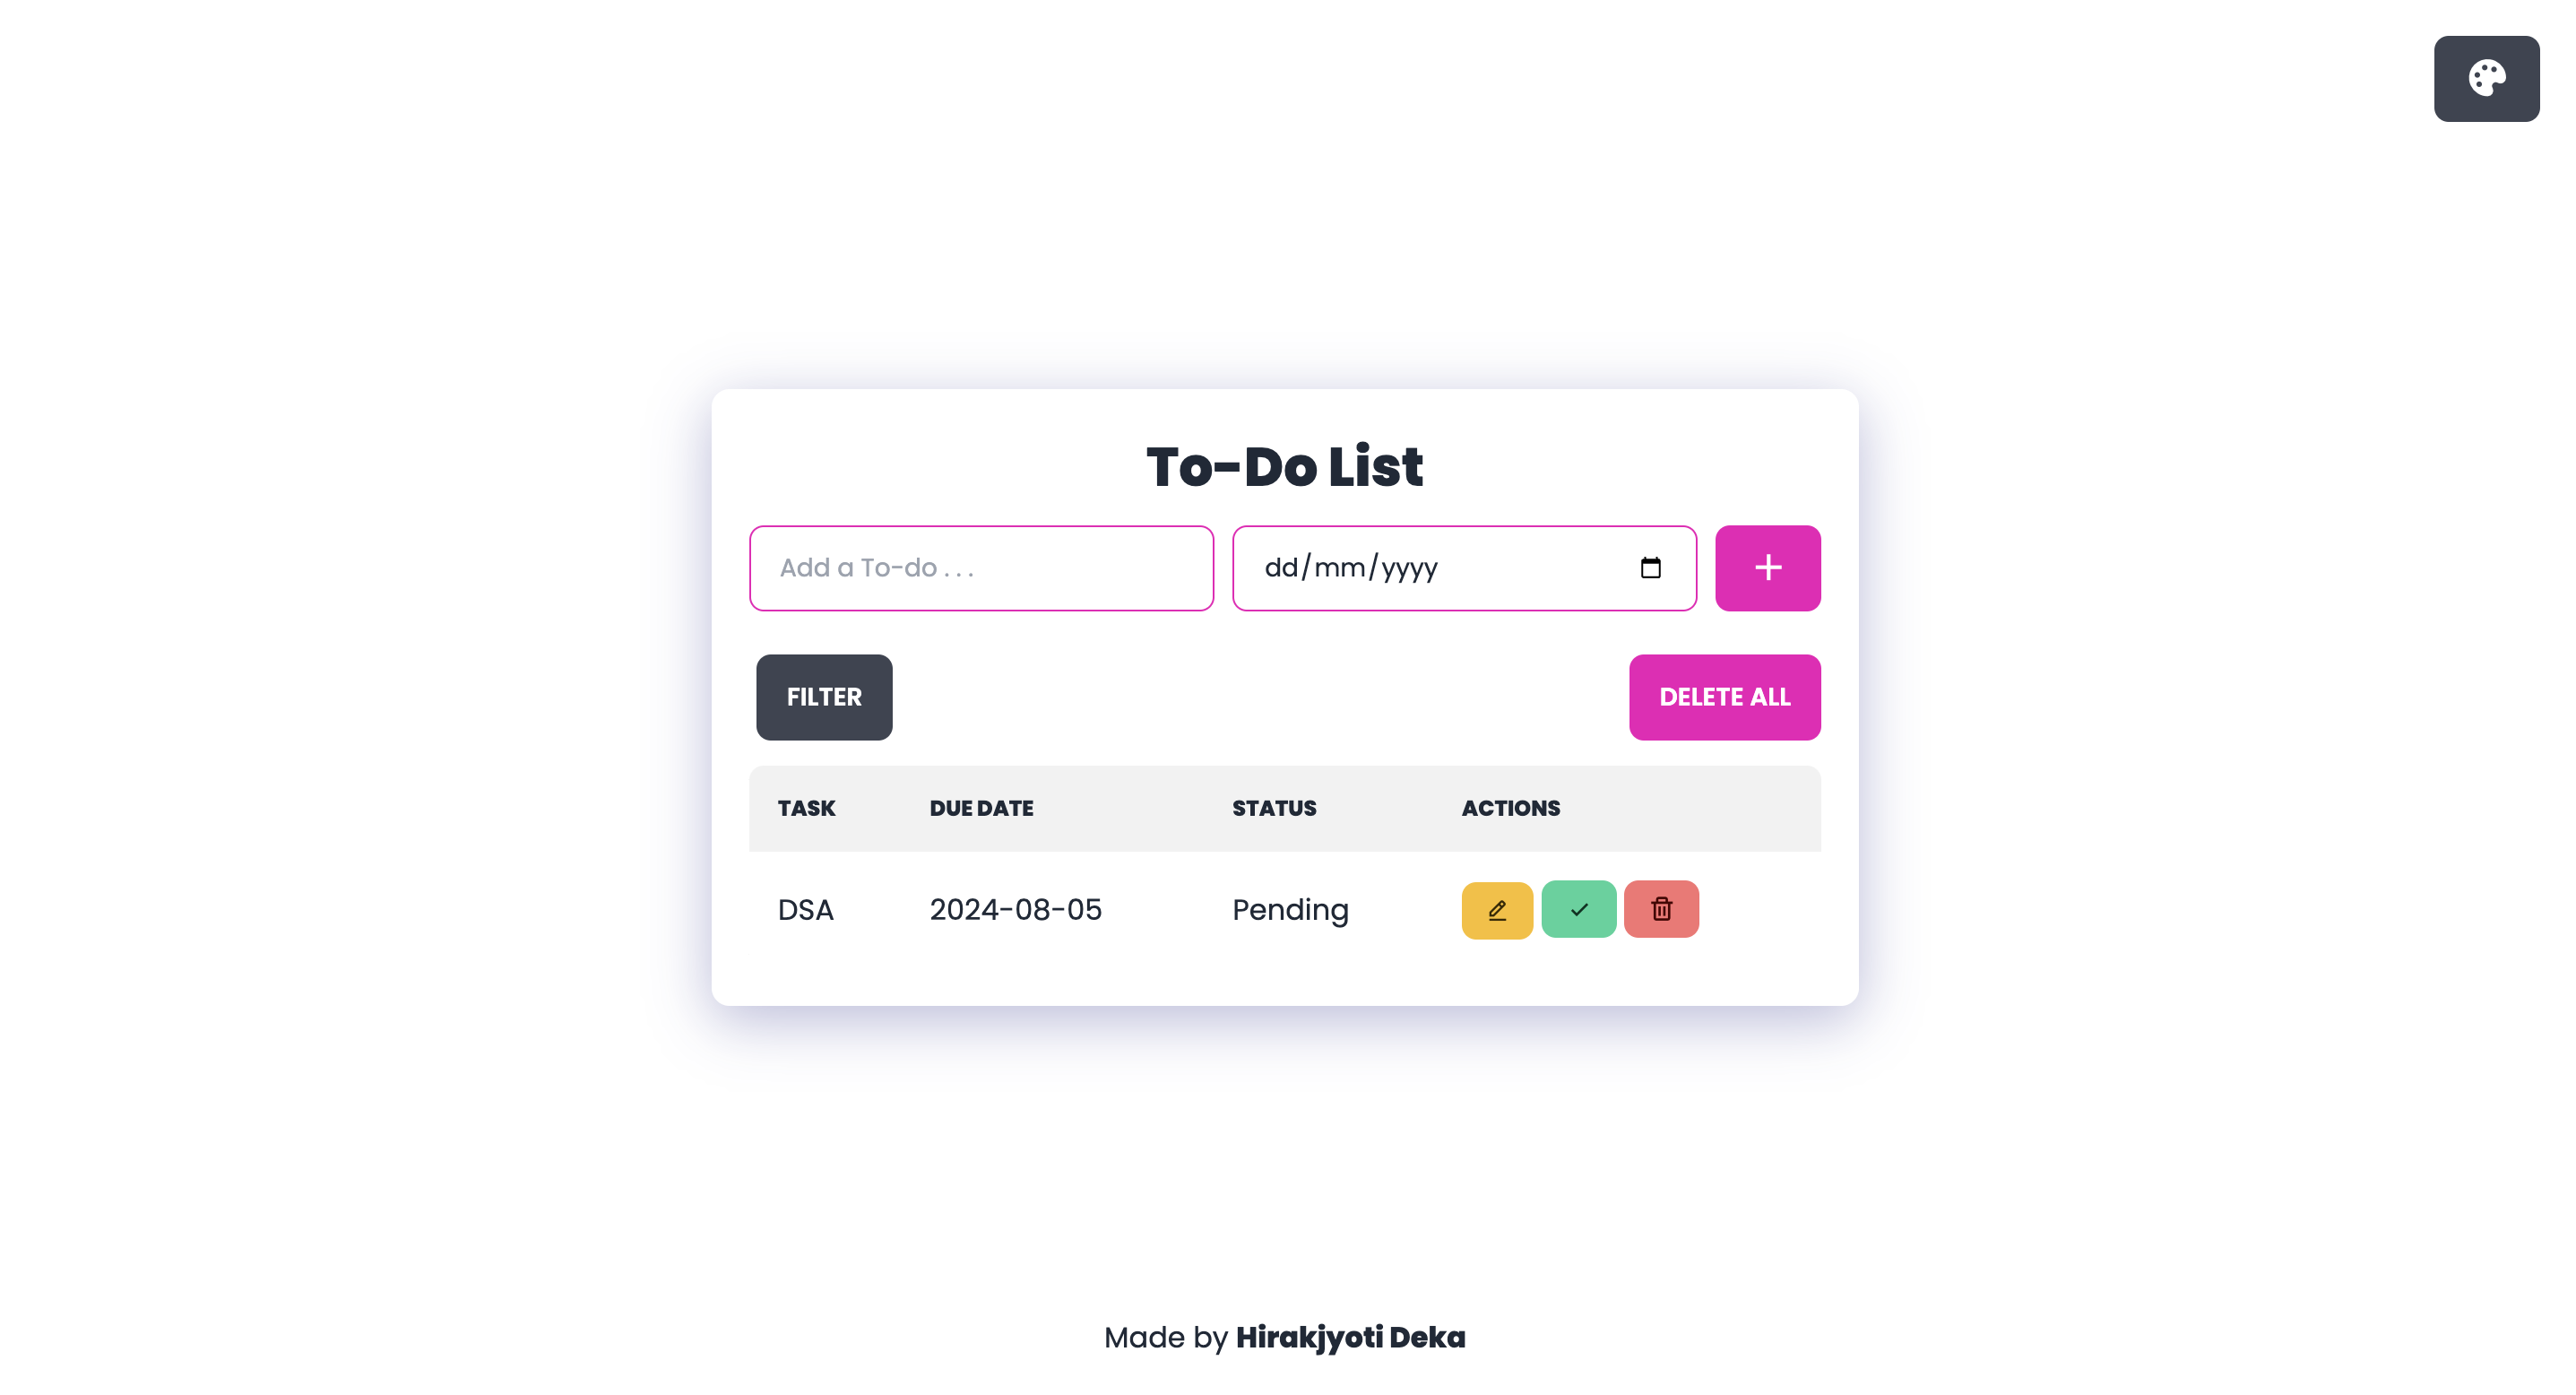 To-Do List
Add a To-do . . .
dd/mm/yyyy
FILTER
DELETE ALL
TASK DUE DATE STATUS ACTIONS
DSA 2024-08-05 Pending
Made by Hirakjyoti Deka